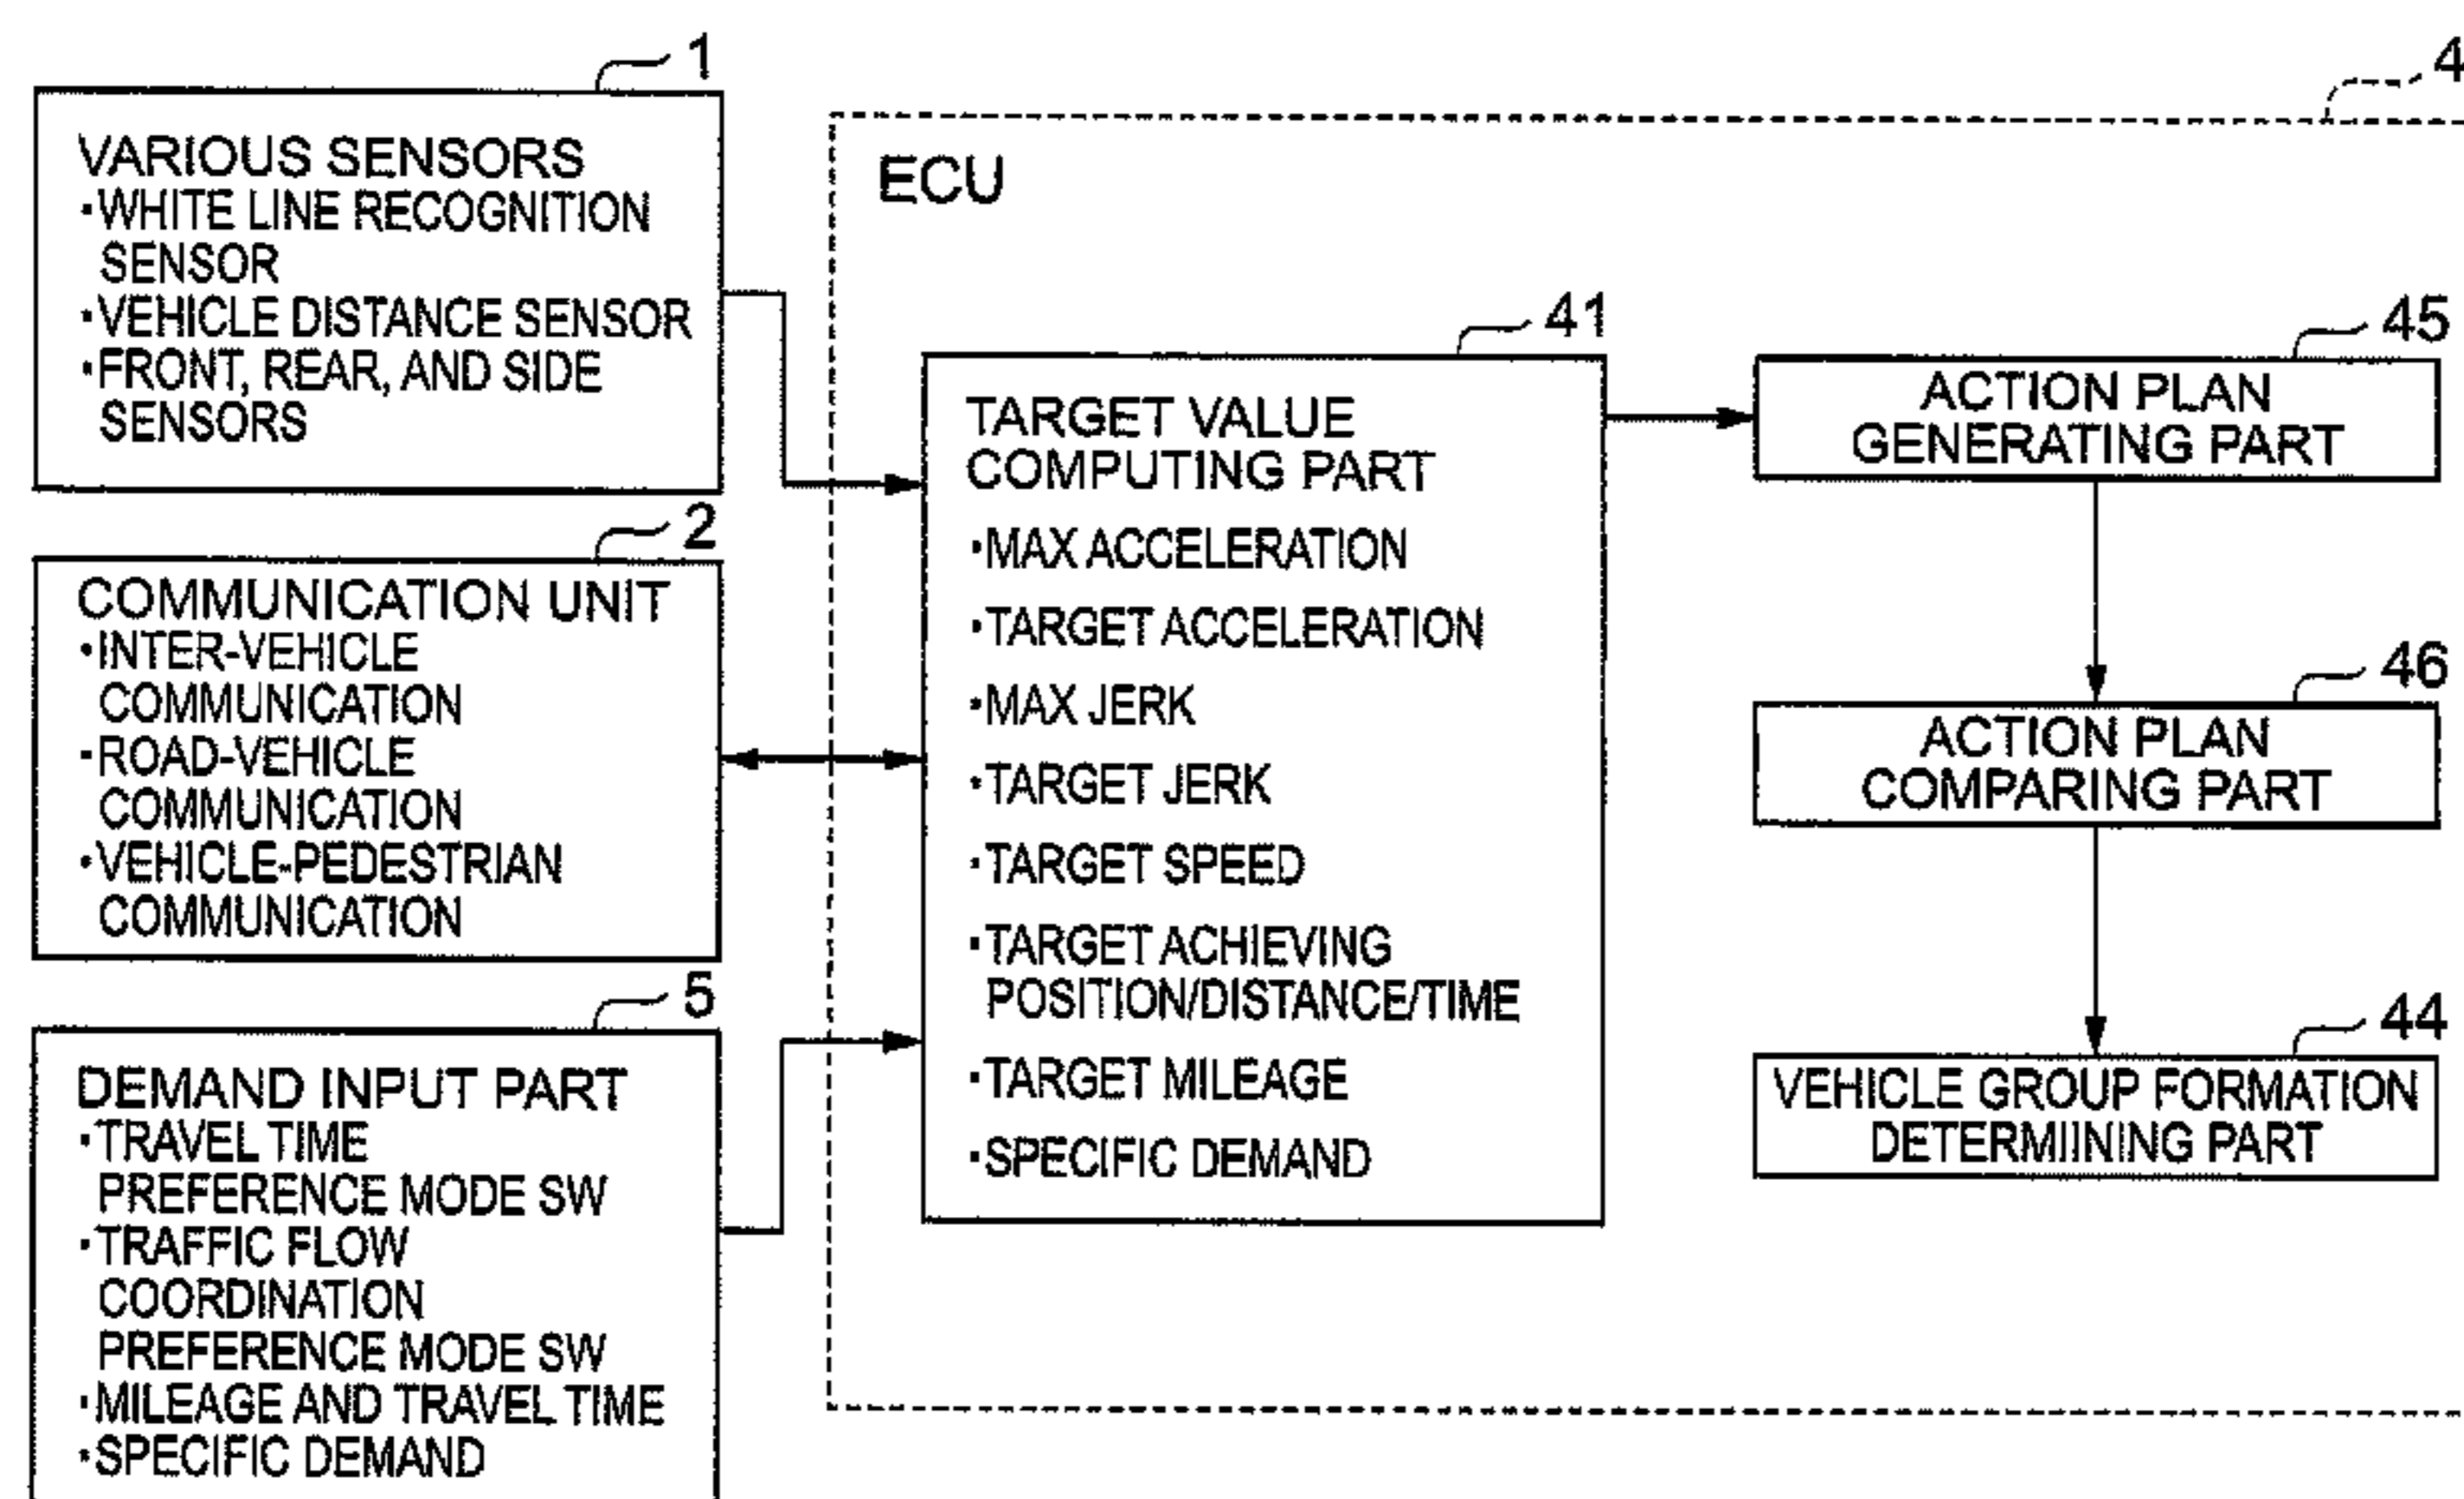 1
VARIOUS SENSORS
・WHITE LINE RECOGNITION
SENSOR
・VEHICLE DISTANCE SENSOR
・FRONT, REAR, AND SIDE
SENSORS
2
COMMUNICATION UNIT
・INTER-VEHICLE
COMMUNICATION
・ROAD-VEHICLE
COMMUNICATION
・VEHICLE-PEDESTRIAN
COMMUNICATION
5
DEMAND INPUT PART
・TRAVEL TIME
PREFERENCE MODE SW
・TRAFFIC FLOW
COORDINATION
PREFERENCE MODE SW
・MILEAGE AND TRAVEL TIME
・SPECIFIC DEMAND
4
ECU
41
TARGET VALUE
COMPUTING PART
・MAX ACCELERATION
・TARGET ACCELERATION
・MAX JERK
・TARGET JERK
・TARGET SPEED
・TARGET ACHIEVING
POSITION/DISTANCE/TIME
・TARGET MILEAGE
・SPECIFIC DEMAND
45
ACTION PLAN
GENERATING PART
46
ACTION PLAN
COMPARING PART
44
VEHICLE GROUP FORMATION
DETERMIINING PART